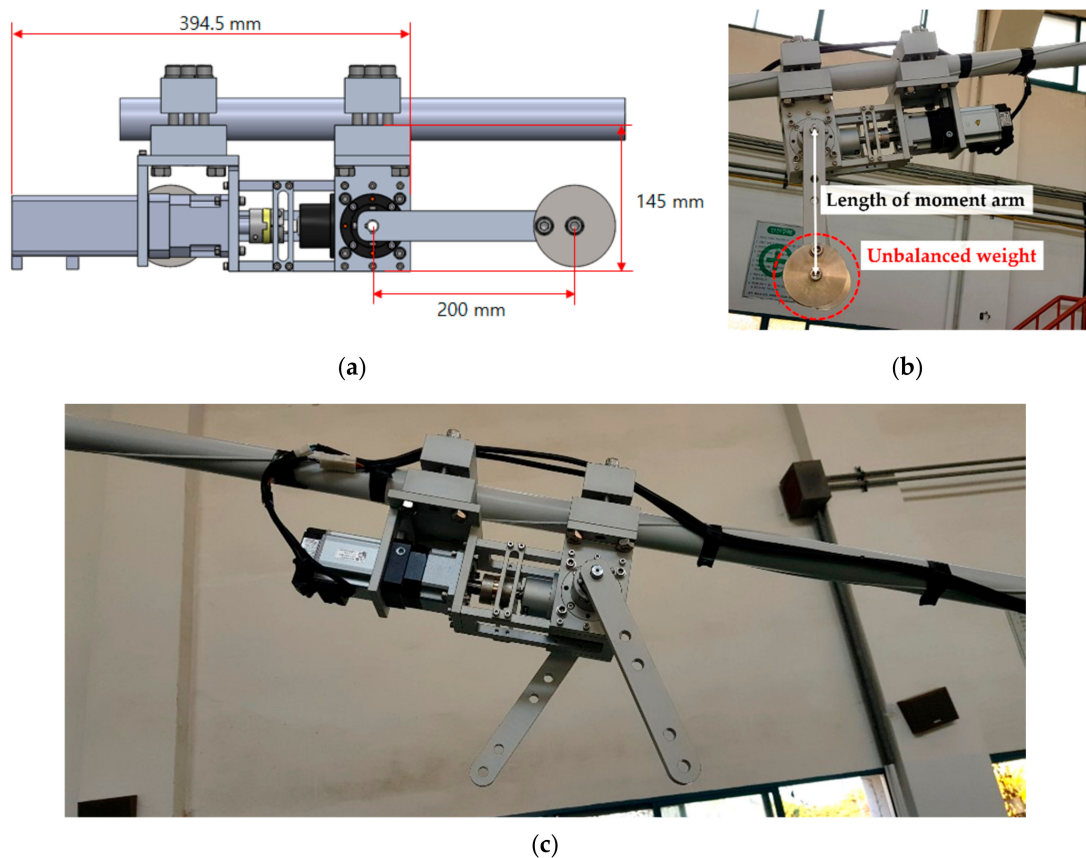 394.5 mm
145 mm
200 mm
Length of moment arm
Unbalanced weight
(a)
(b)
(c)